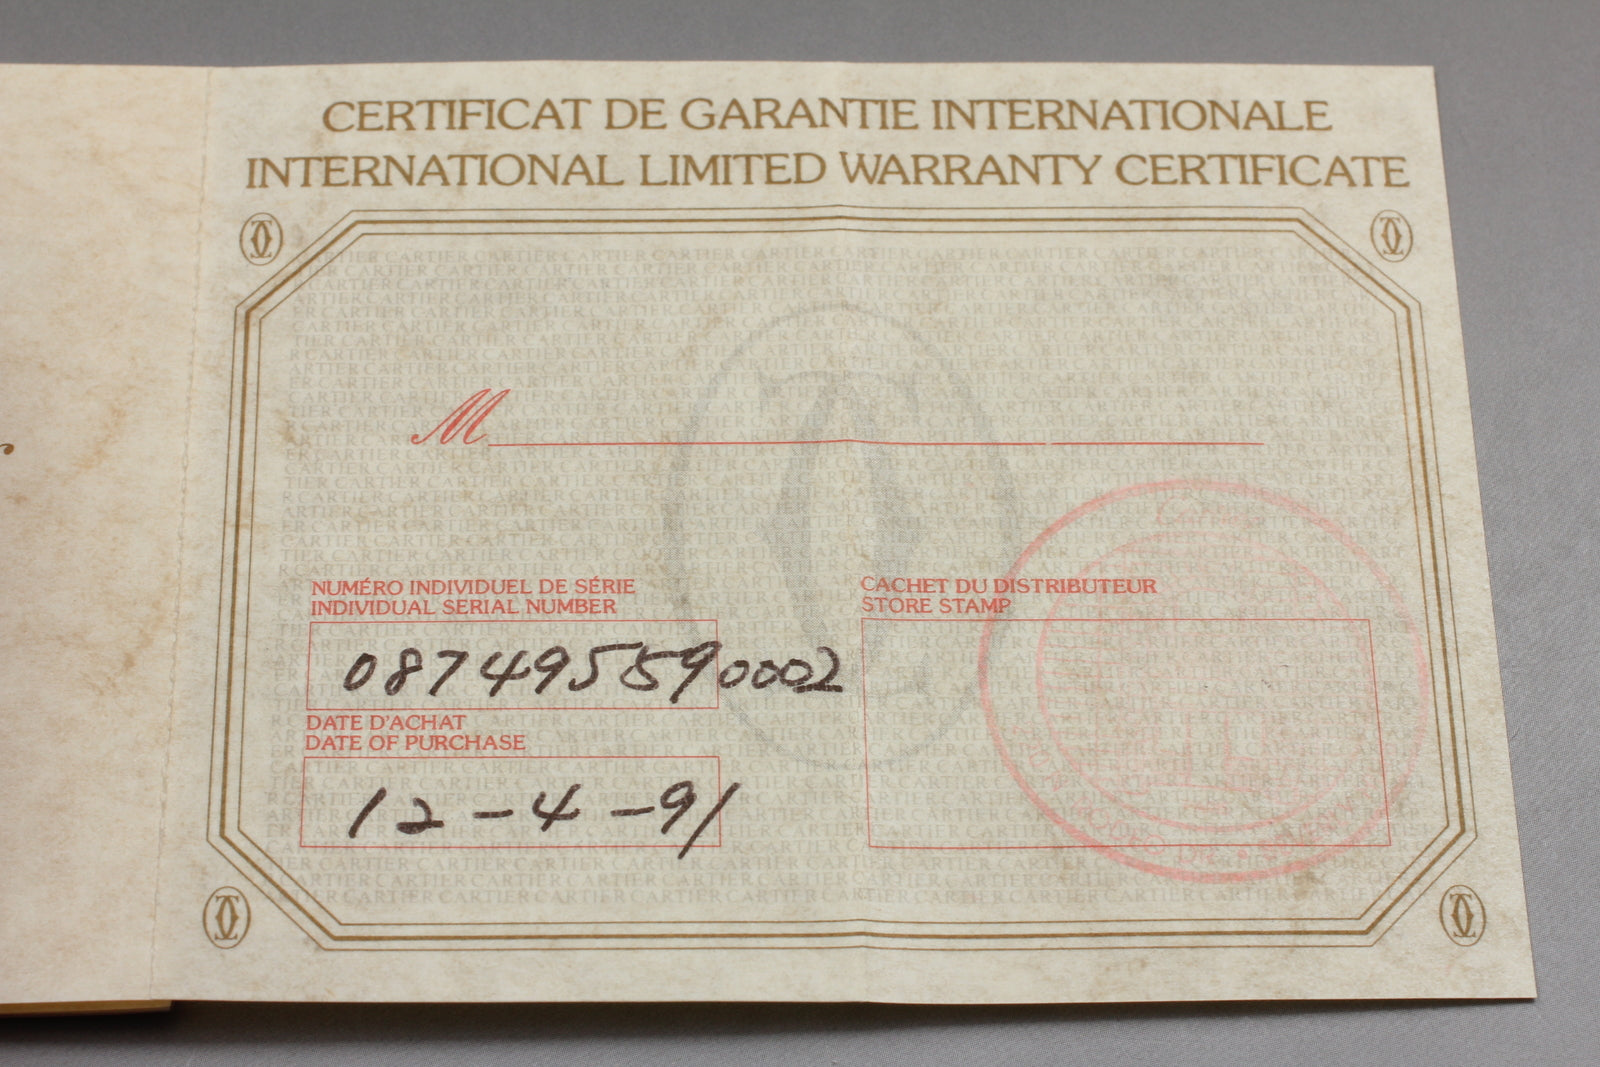 CERTIFICAT DE GARANTIE INTERNATIONALE
INTERNATIONAL LIMITED WARRANTY CERTIFICATE
M
NUMÉRO INDIVIDUEL DE SÉRIE
INDIVIDUAL SERIAL NUMBER
087495590002
DATE D'ACHAT
DATE OF PURCHASE
12-4-91
CACHET DU DISTRIBUTEUR
STORE STAMP